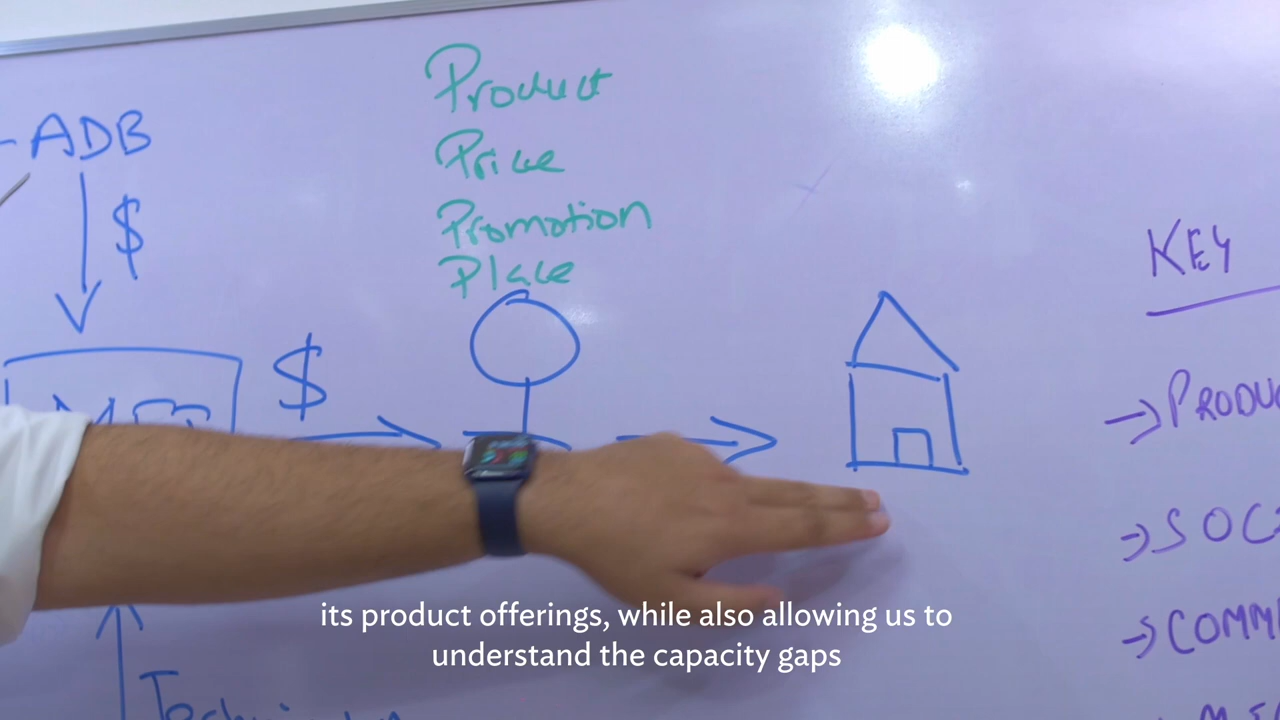 -ADB
$
Product
Price
Promotion
Place
$
KEY
→PRODU
→SOC
→COMM
its product offerings, while also allowing us to
understand the capacity gaps